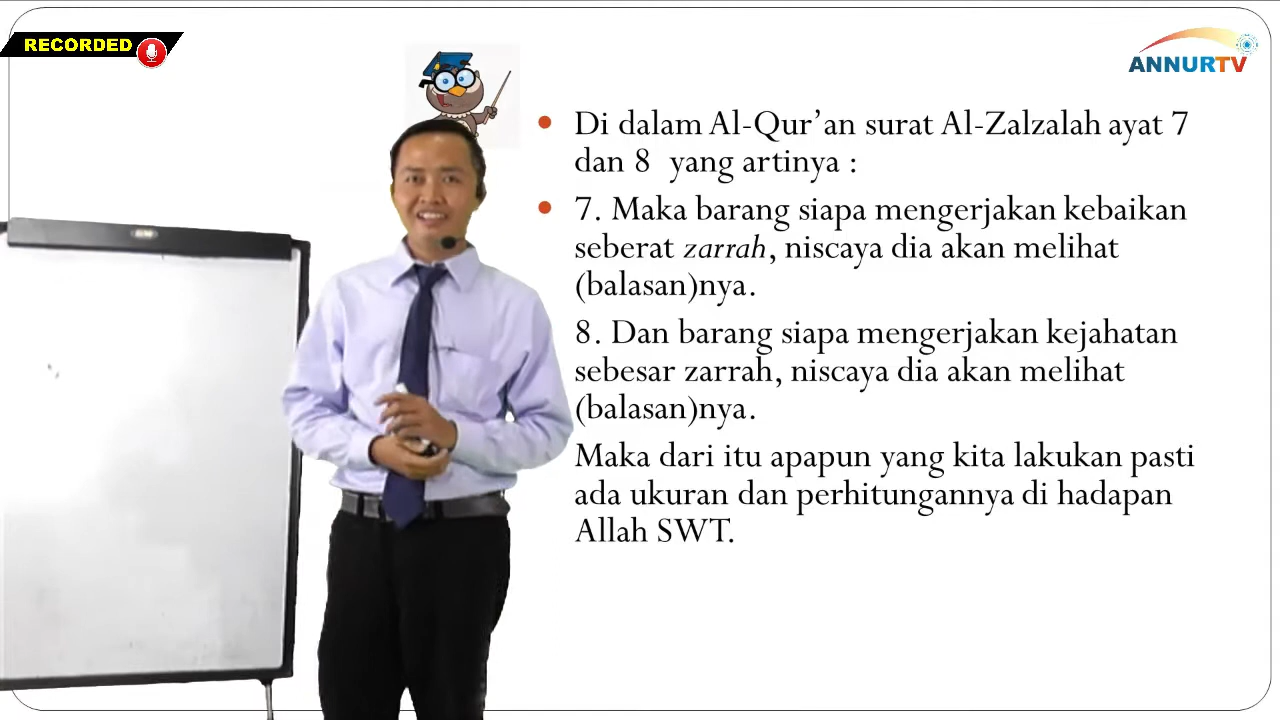 RECORDED
ANNURTV
• Di dalam Al-Qur’an surat Al-Zalzalah ayat 7
dan 8  yang artinya :
• 7. Maka barang siapa mengerjakan kebaikan
seberat zarrah, niscaya dia akan melihat
(balasan)nya.
8. Dan barang siapa mengerjakan kejahatan
sebesar zarrah, niscaya dia akan melihat
(balasan)nya.
Maka dari itu apapun yang kita lakukan pasti
ada ukuran dan perhitungannya di hadapan
Allah SWT.